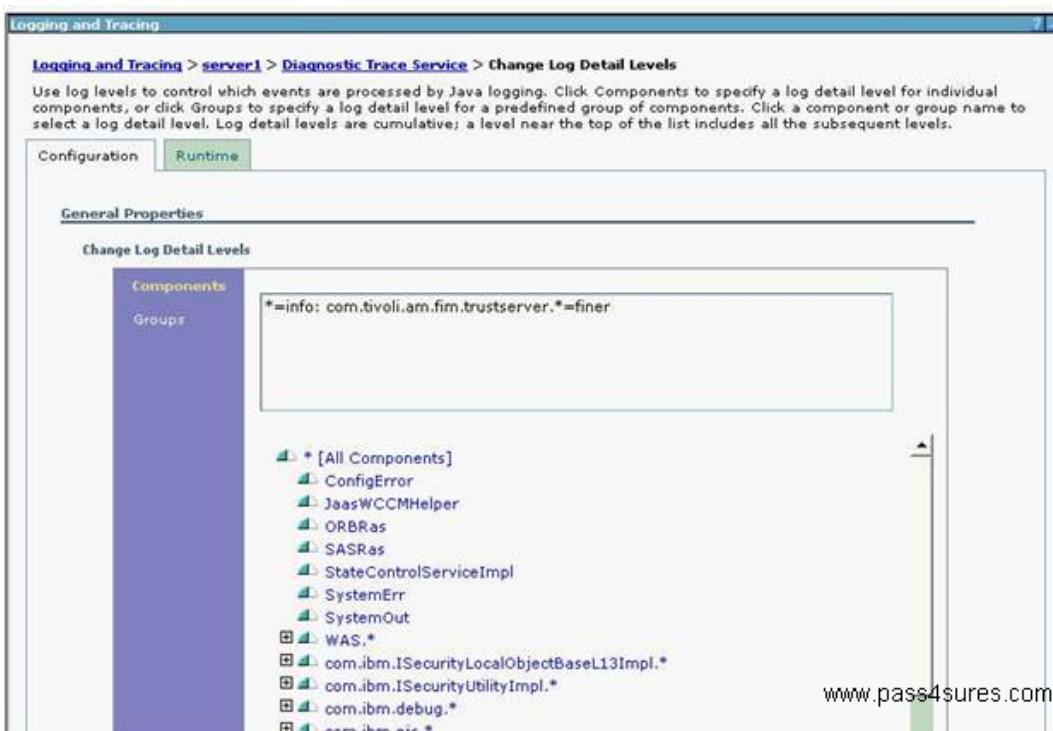 Logging and Tracing
Logging and Tracing > server1 > Diagnostic Trace Service > Change Log Detail Levels
Use log levels to control which events are processed by Java logging. Click Components to specify a log detail level for individual
components, or click Groups to specify a log detail level for a predefined group of components. Click a component or group name to
select a log detail level. Log detail levels are cumulative; a level near the top of the list includes all the subsequent levels.
Configuration Runtime
General Properties
Change Log Detail Levels
Components
Groups
*=info: com.tivoli.am.fim.trustserver.*=finer
* [All Components]
ConfigError
JaasWCCMHelper
ORBRas
SASRas
StateControlServiceImpl
SystemErr
SystemOut
WAS.*
com.ibm.ISecurityLocalObjectBaseL13Impl.*
com.ibm.ISecurityUtilityImpl.*
com.ibm.debug.*
www.pass4sures.com